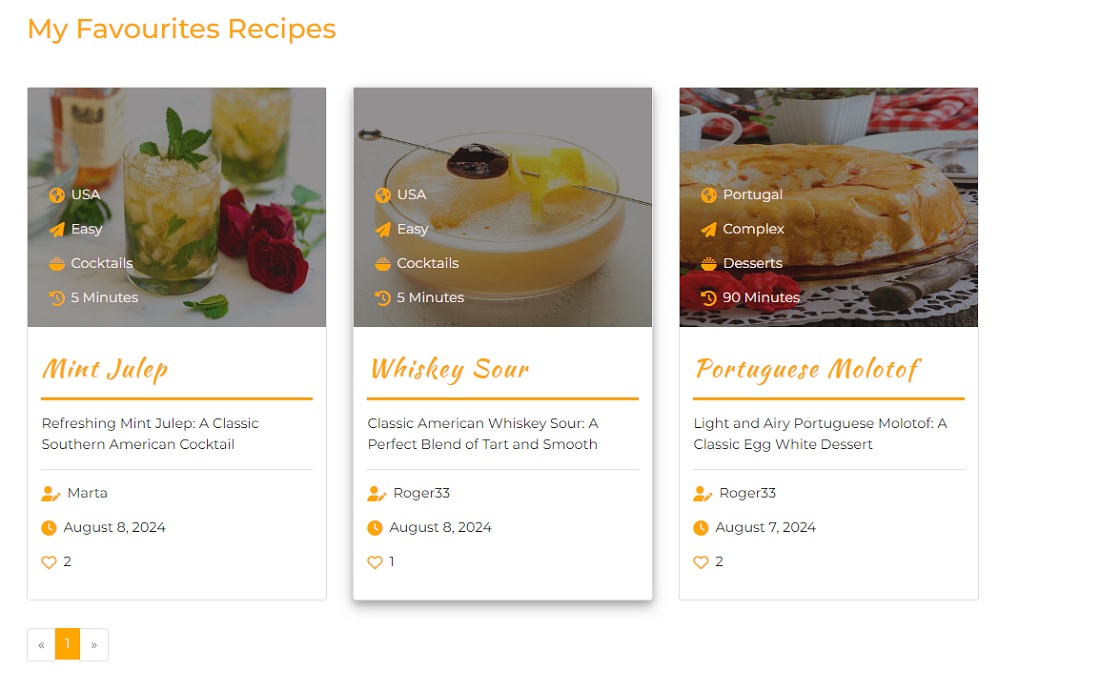 My Favourites Recipes
USA
Easy
Cocktails
5 Minutes
Mint Julep
Refreshing Mint Julep: A Classic
Southern American Cocktail
Marta
August 8, 2024
2
USA
Easy
Cocktails
5 Minutes
Whiskey Sour
Classic American Whiskey Sour: A
Perfect Blend of Tart and Smooth
Roger33
August 8, 2024
1
Portugal
Complex
Desserts
90 Minutes
Portuguese Molotof
Light and Airy Portuguese Molotof: A
Classic Egg White Dessert
Roger33
August 7, 2024
2
« 1 »